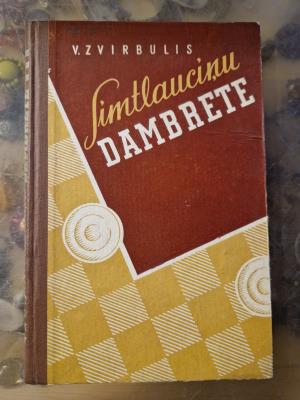 V. ZVIRBULIS
Simtlauciņu
DAMBRETE